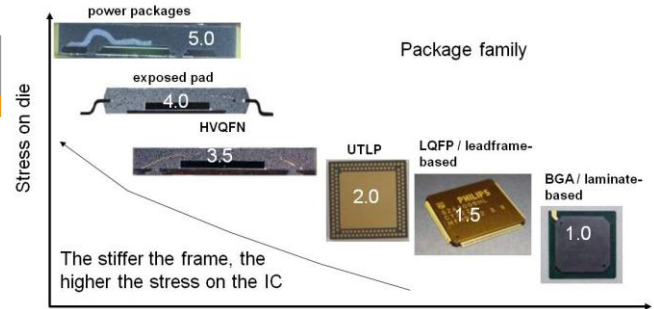 power packages
5.0
Package family
exposed pad
4.0
HVQFN
3.5
UTLP
2.0
LQFP / leadframe-
based
PHILIPS
1.5
BGA / laminate-
based
1.0
Stress on die
The stiffer the frame, the
higher the stress on the IC